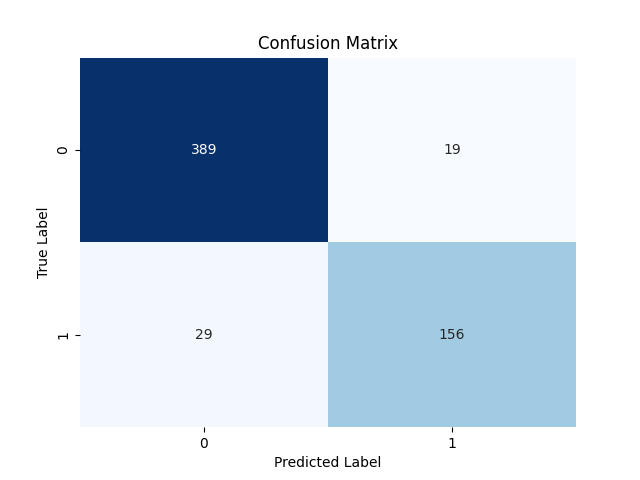 Confusion Matrix
True Label
0
389
19
1
29
156
0
1
Predicted Label